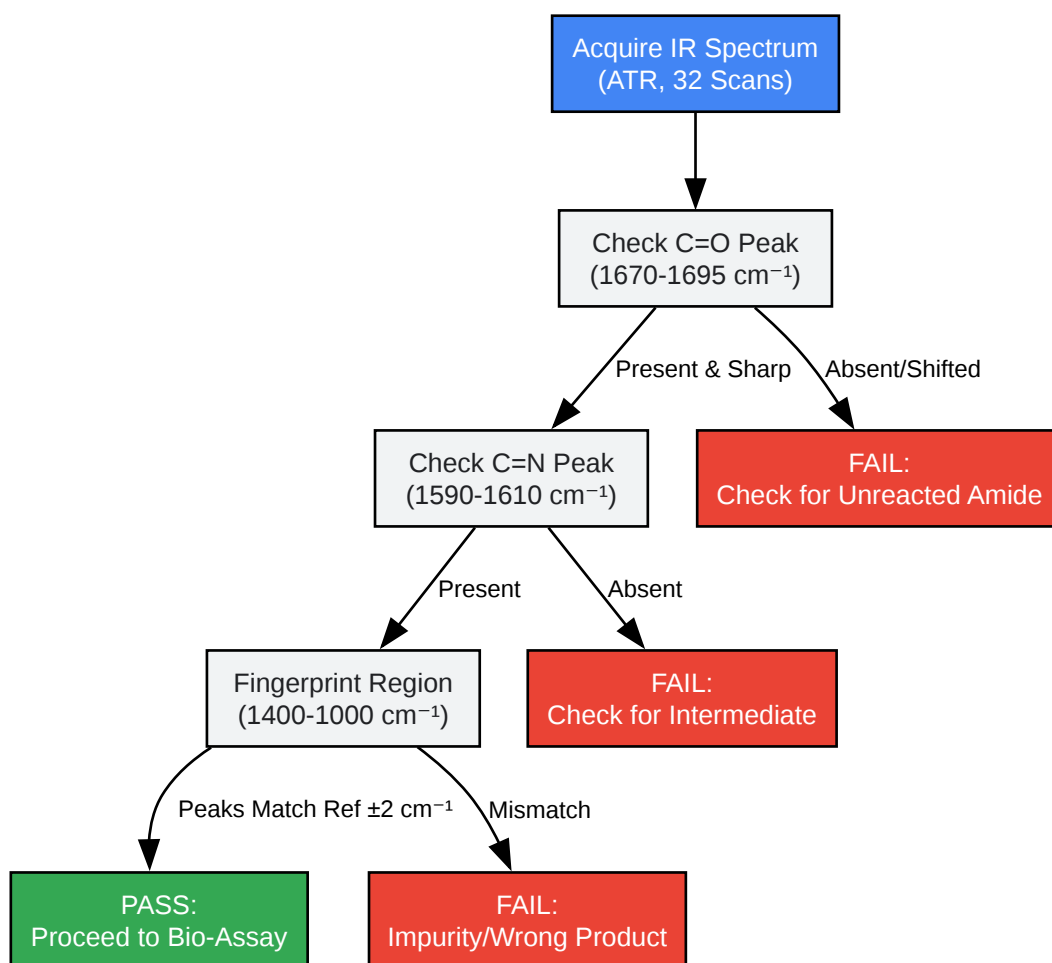 Acquire IR Spectrum
(ATR, 32 Scans)
Check C=O Peak
(1670-1695 cm⁻¹)
Present & Sharp
Absent/Shifted
Check C=N Peak
(1590-1610 cm⁻¹)
FAIL:
Check for Unreacted Amide
Present
Absent
Fingerprint Region
(1400-1000 cm⁻¹)
FAIL:
Check for Intermediate
Peaks Match Ref ±2 cm⁻¹
Mismatch
PASS:
Proceed to Bio-Assay
FAIL:
Impurity/Wrong Product